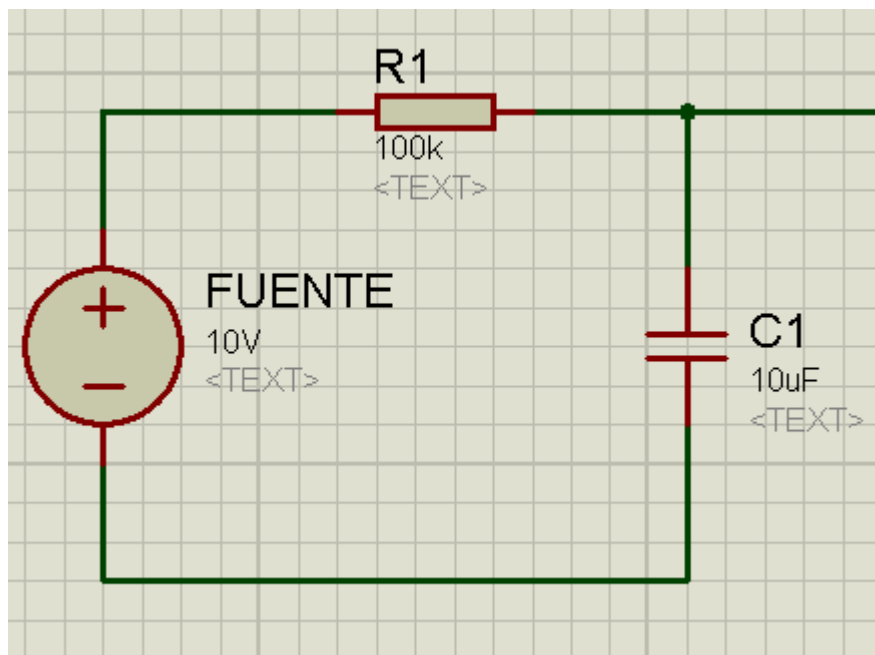 R1
100k
<TEXT>
FUENTE
10V
<TEXT>
C1
10uF
<TEXT>